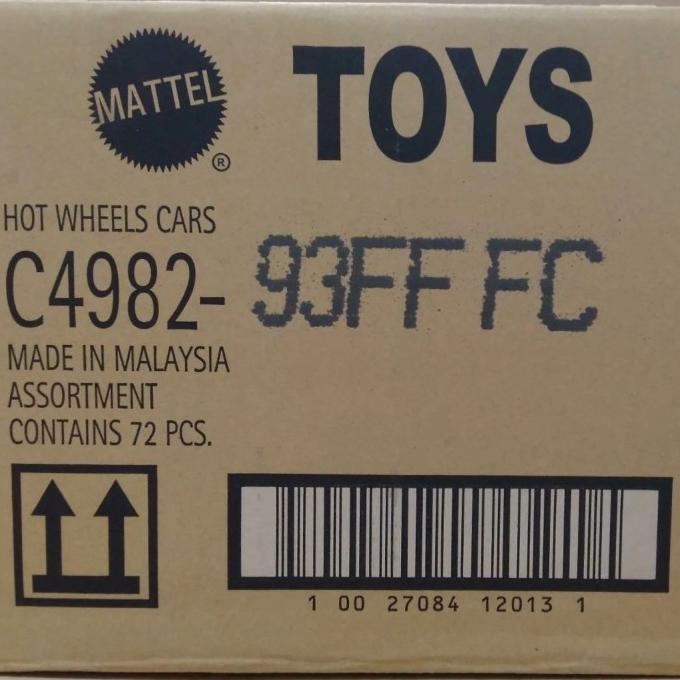 MATTEL
®
TOYS
HOT WHEELS CARS
C4982- 93FF FC
MADE IN MALAYSIA
ASSORTMENT
CONTAINS 72 PCS.
1 00 27084 12013 1